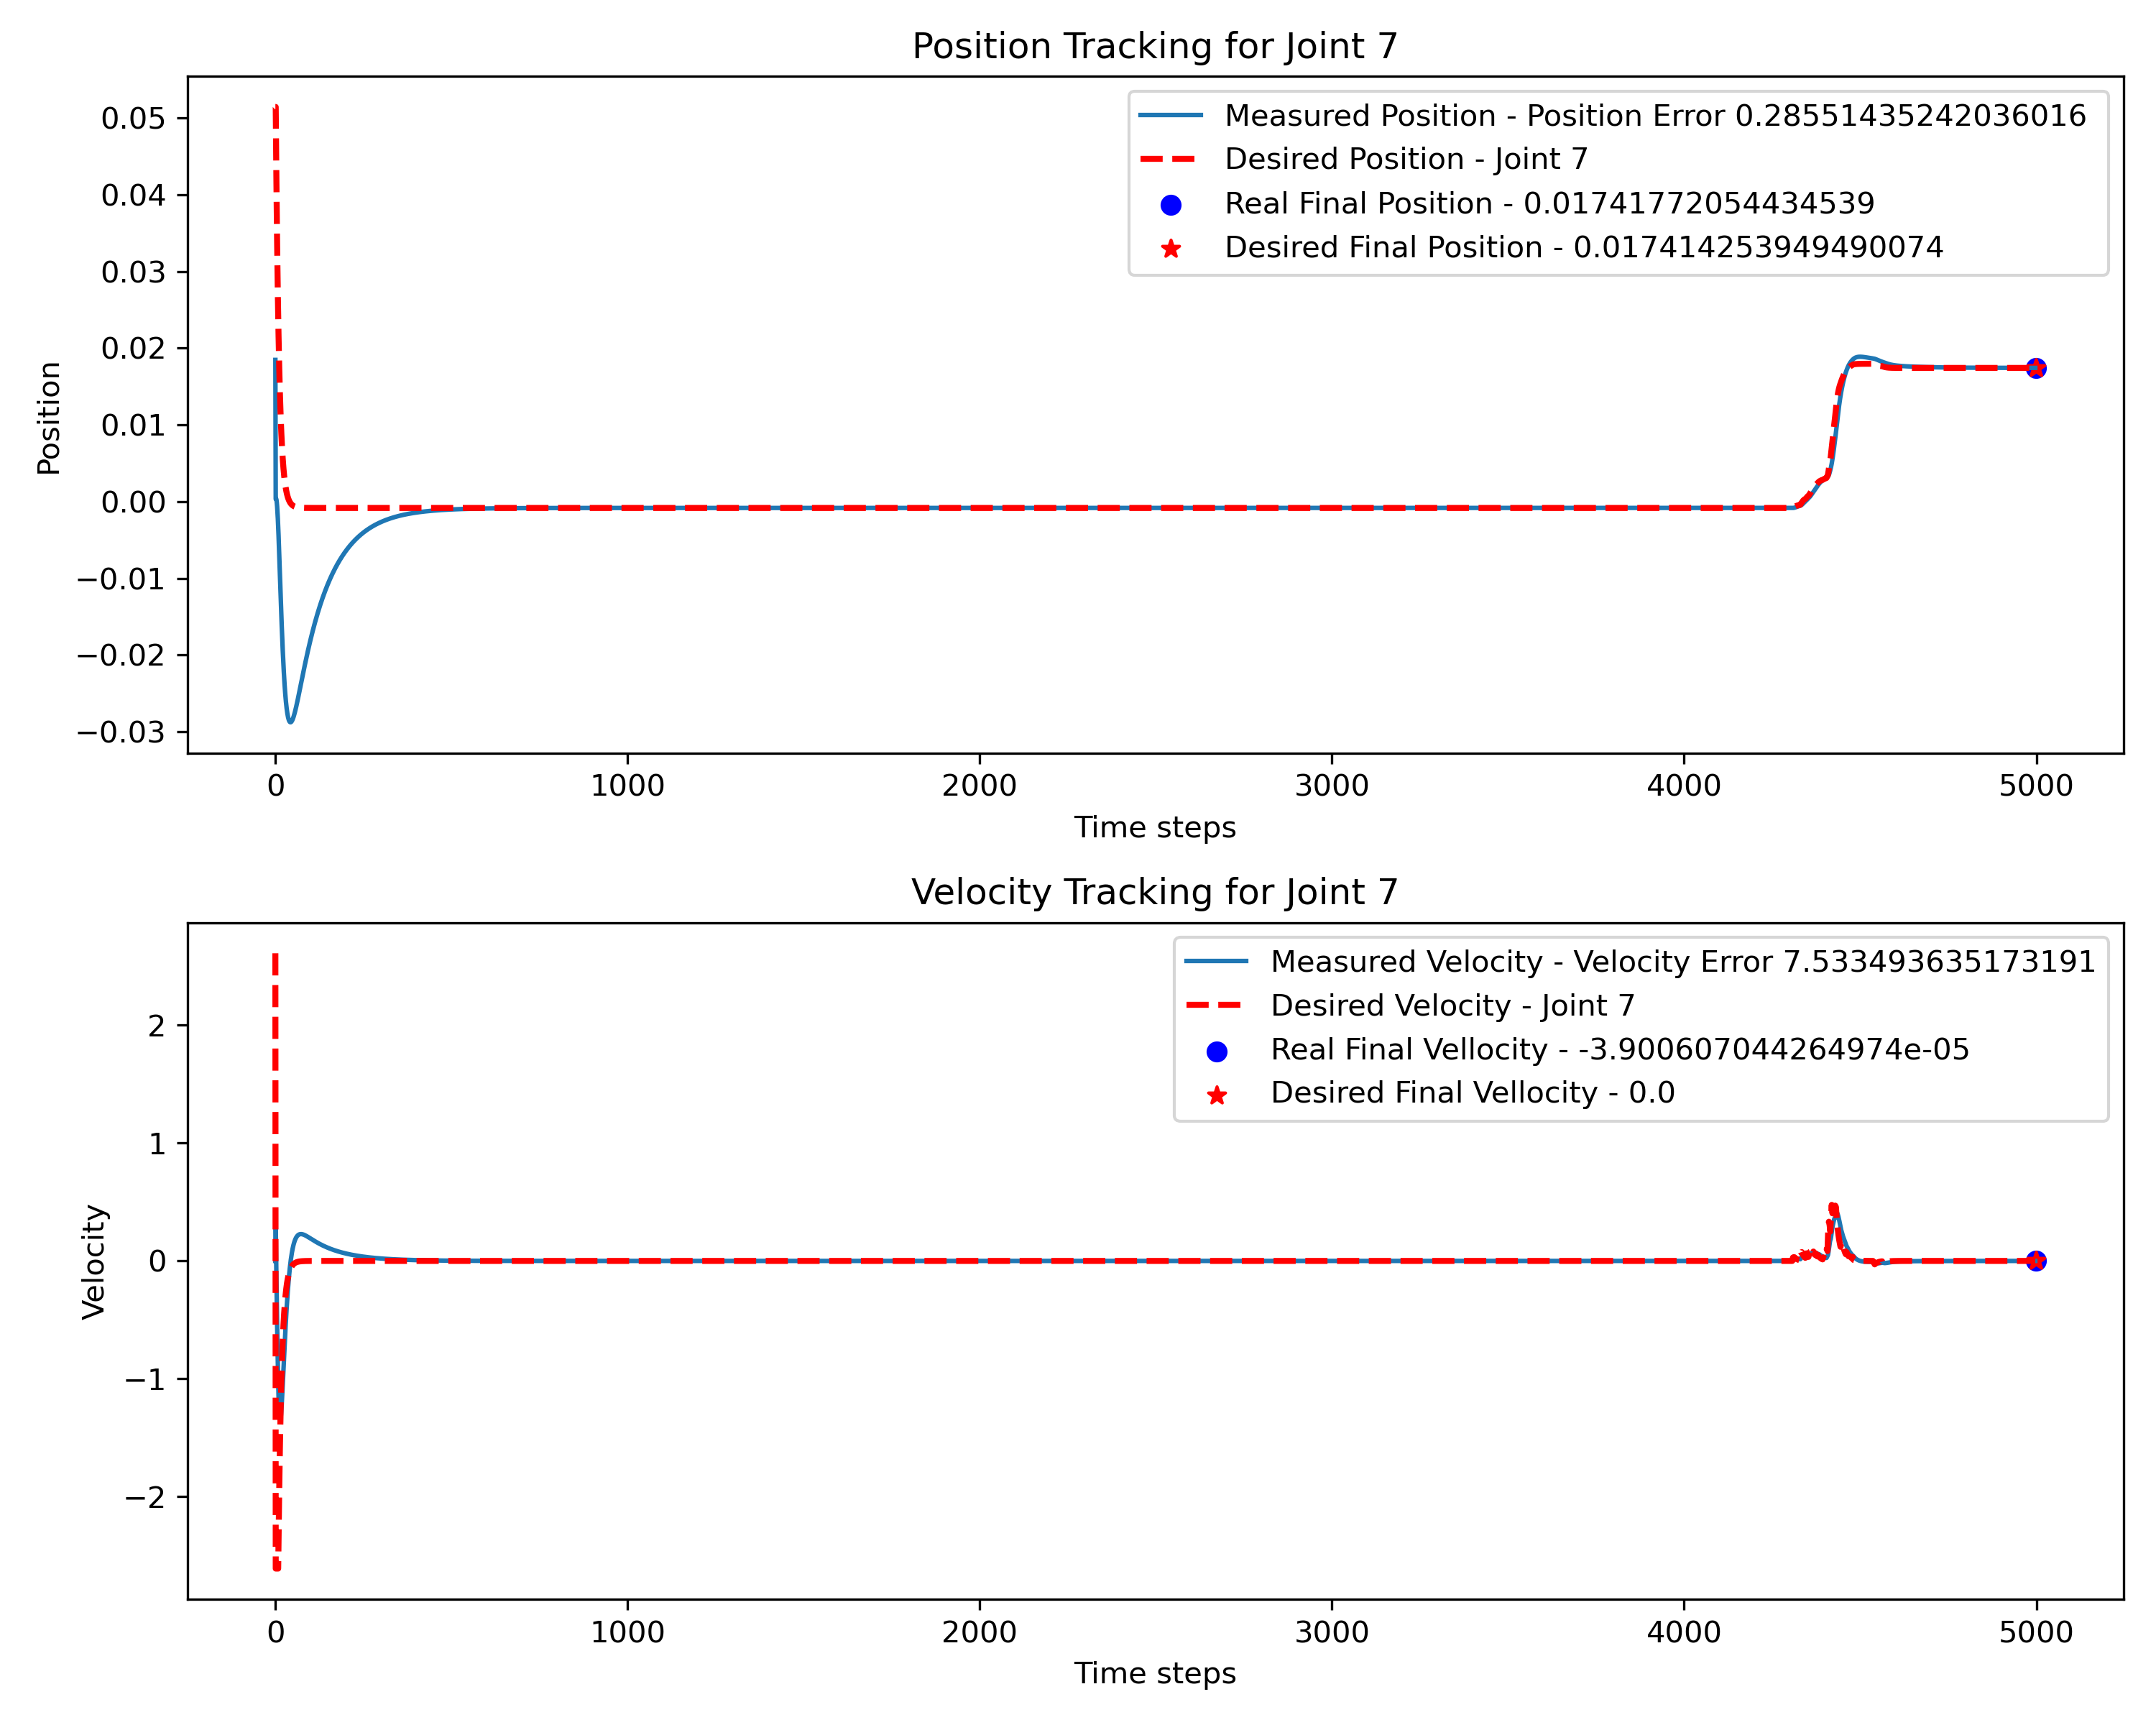 Position Tracking for Joint 7
0.05
0.04
0.03
0.02
0.01
0.00
−0.01
−0.02
−0.03
Position
Measured Position - Position Error 0.28551435242036016
Desired Position - Joint 7
Real Final Position - 0.01741772054434539
Desired Final Position - 0.017414253949490074
0 1000 2000 3000 4000 5000
Time steps
Velocity Tracking for Joint 7
2
1
0
−1
−2
Velocity
Measured Velocity - Velocity Error 7.533493635173191
Desired Velocity - Joint 7
Real Final Vellocity - -3.900607044264974e-05
Desired Final Vellocity - 0.0
0 1000 2000 3000 4000 5000
Time steps